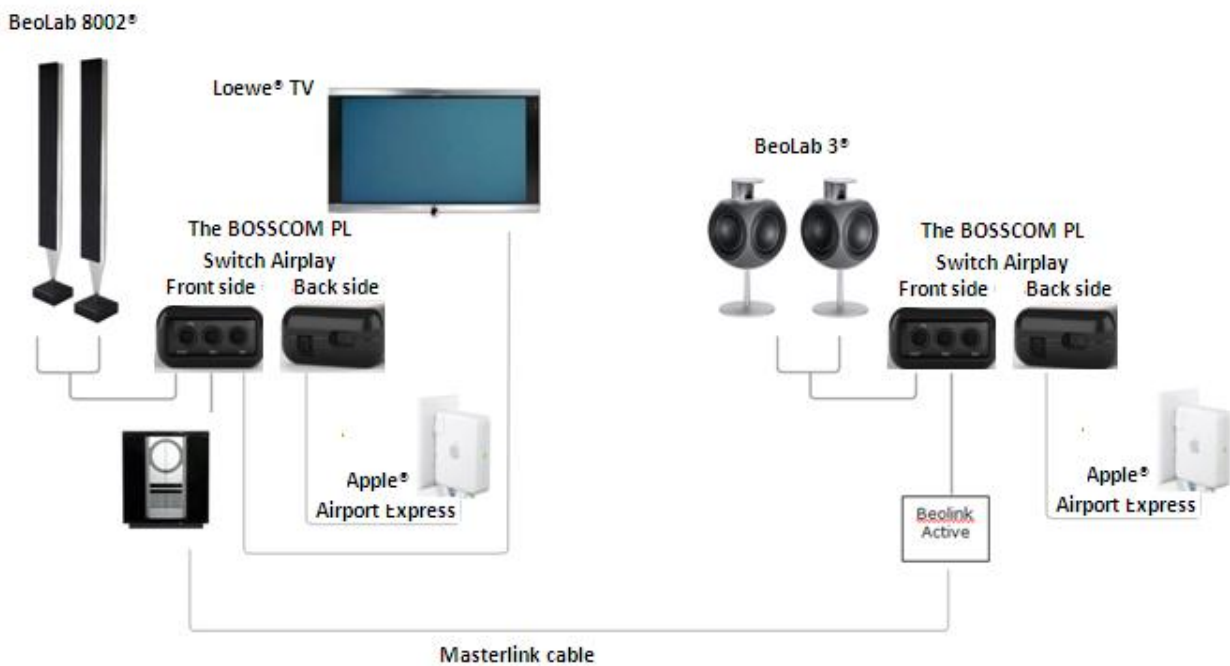 BeoLab 8002®
Loewe® TV
BeoLab 3®
The BOSSCOM PL
Switch Airplay
Front side
Back side
The BOSSCOM PL
Switch Airplay
Front side
Back side
Apple®
Airport Express
Apple®
Airport Express
Beolink
Active
Masterlink cable